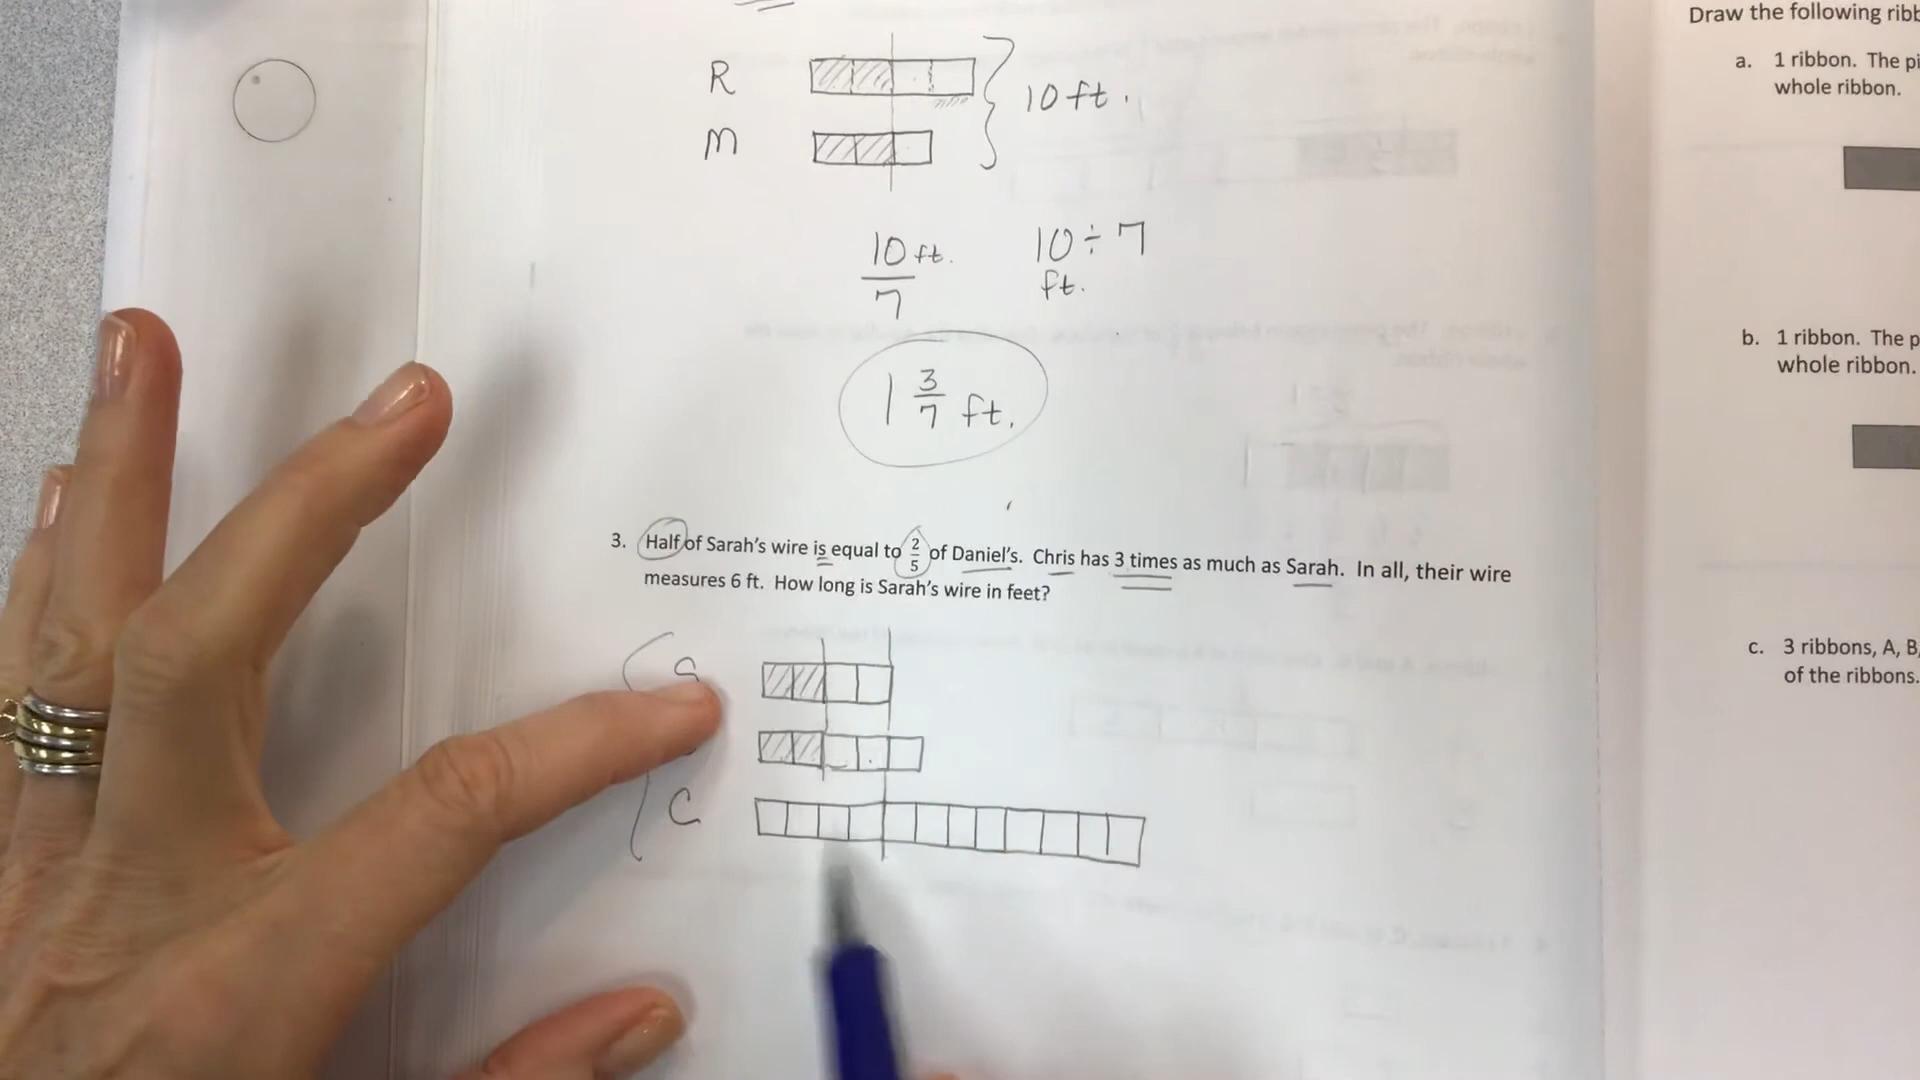 R
10 ft.
M
10 ft.
7
10 ÷ 7
ft.
1 3/7 ft.
3. Half of Sarah's wire is equal to 2/5 of Daniel's. Chris has 3 times as much as Sarah. In all, their wire
measures 6 ft. How long is Sarah's wire in feet?
S
C
Draw the following
a. 1 ribbon. The
whole ribbon.
b. 1 ribbon. The
whole ribbon.
c. 3 ribbons, A, B,
of the ribbons.